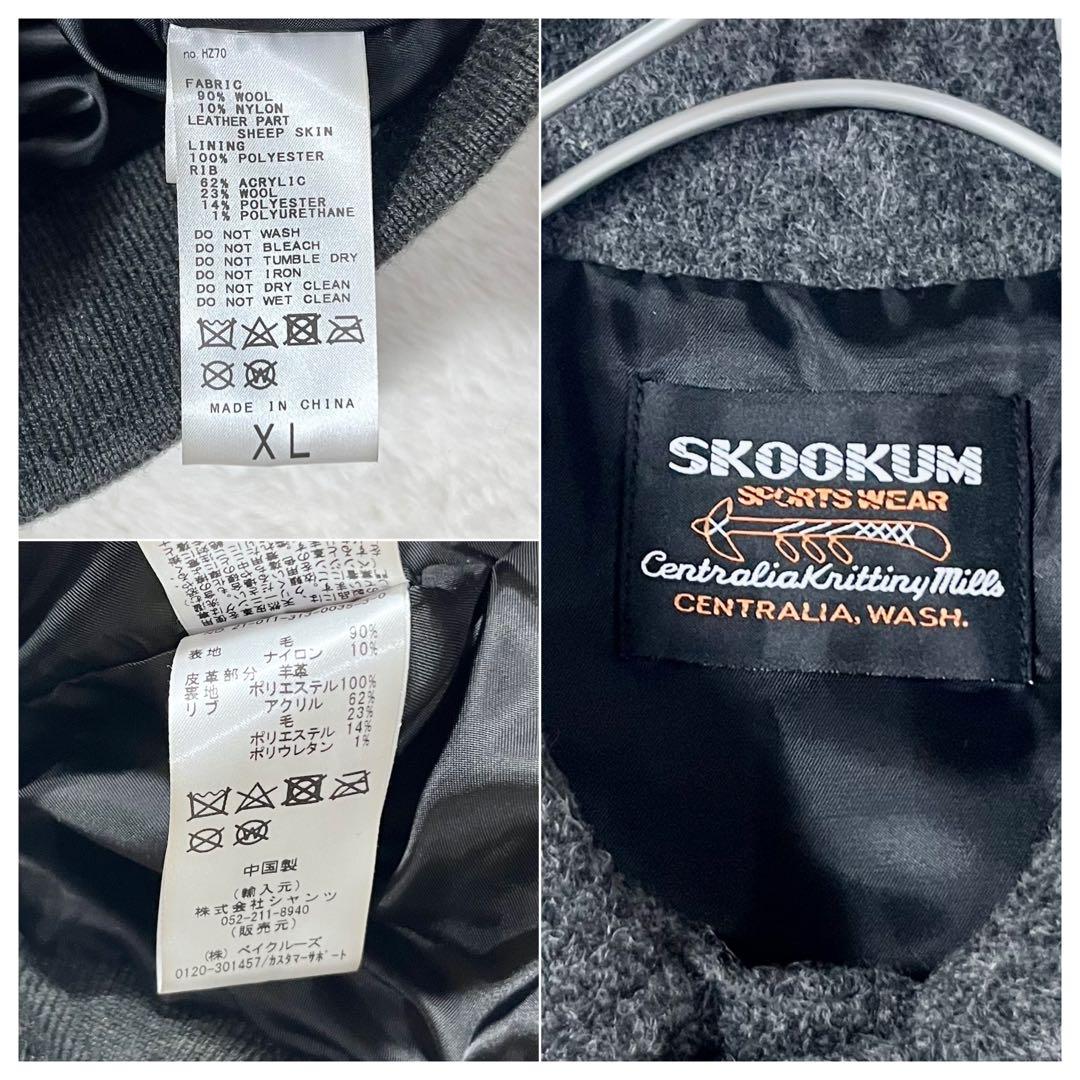 no. HZ70
FABRIC
90% WOOL
10% NYLON
LEATHER PART
SHEEP SKIN
LINING
100% POLYESTER
RIB
62% ACRYLIC
23% WOOL
14% POLYESTER
1% POLYURETHANE
DO NOT WASH
DO NOT BLEACH
DO NOT TUMBLE DRY
DO NOT IRON
DO NOT DRY CLEAN
DO NOT WET CLEAN
MADE IN CHINA
XL
表地 毛 90%
ナイロン 10%
皮革部分 羊革
裏地 ポリエステル100%
リブ アクリル 62%
毛 23%
ポリエステル 14%
ポリウレタン 1%
中国製
(輸入元)
株式会社シャンツ
052-211-8940
(販売元)
(株) ベイクルーズ
0120-301457/カスタマーサポート
SKOOKUM
SPORTS WEAR
Centralia Knittiny Mills
CENTRALIA, WASH.